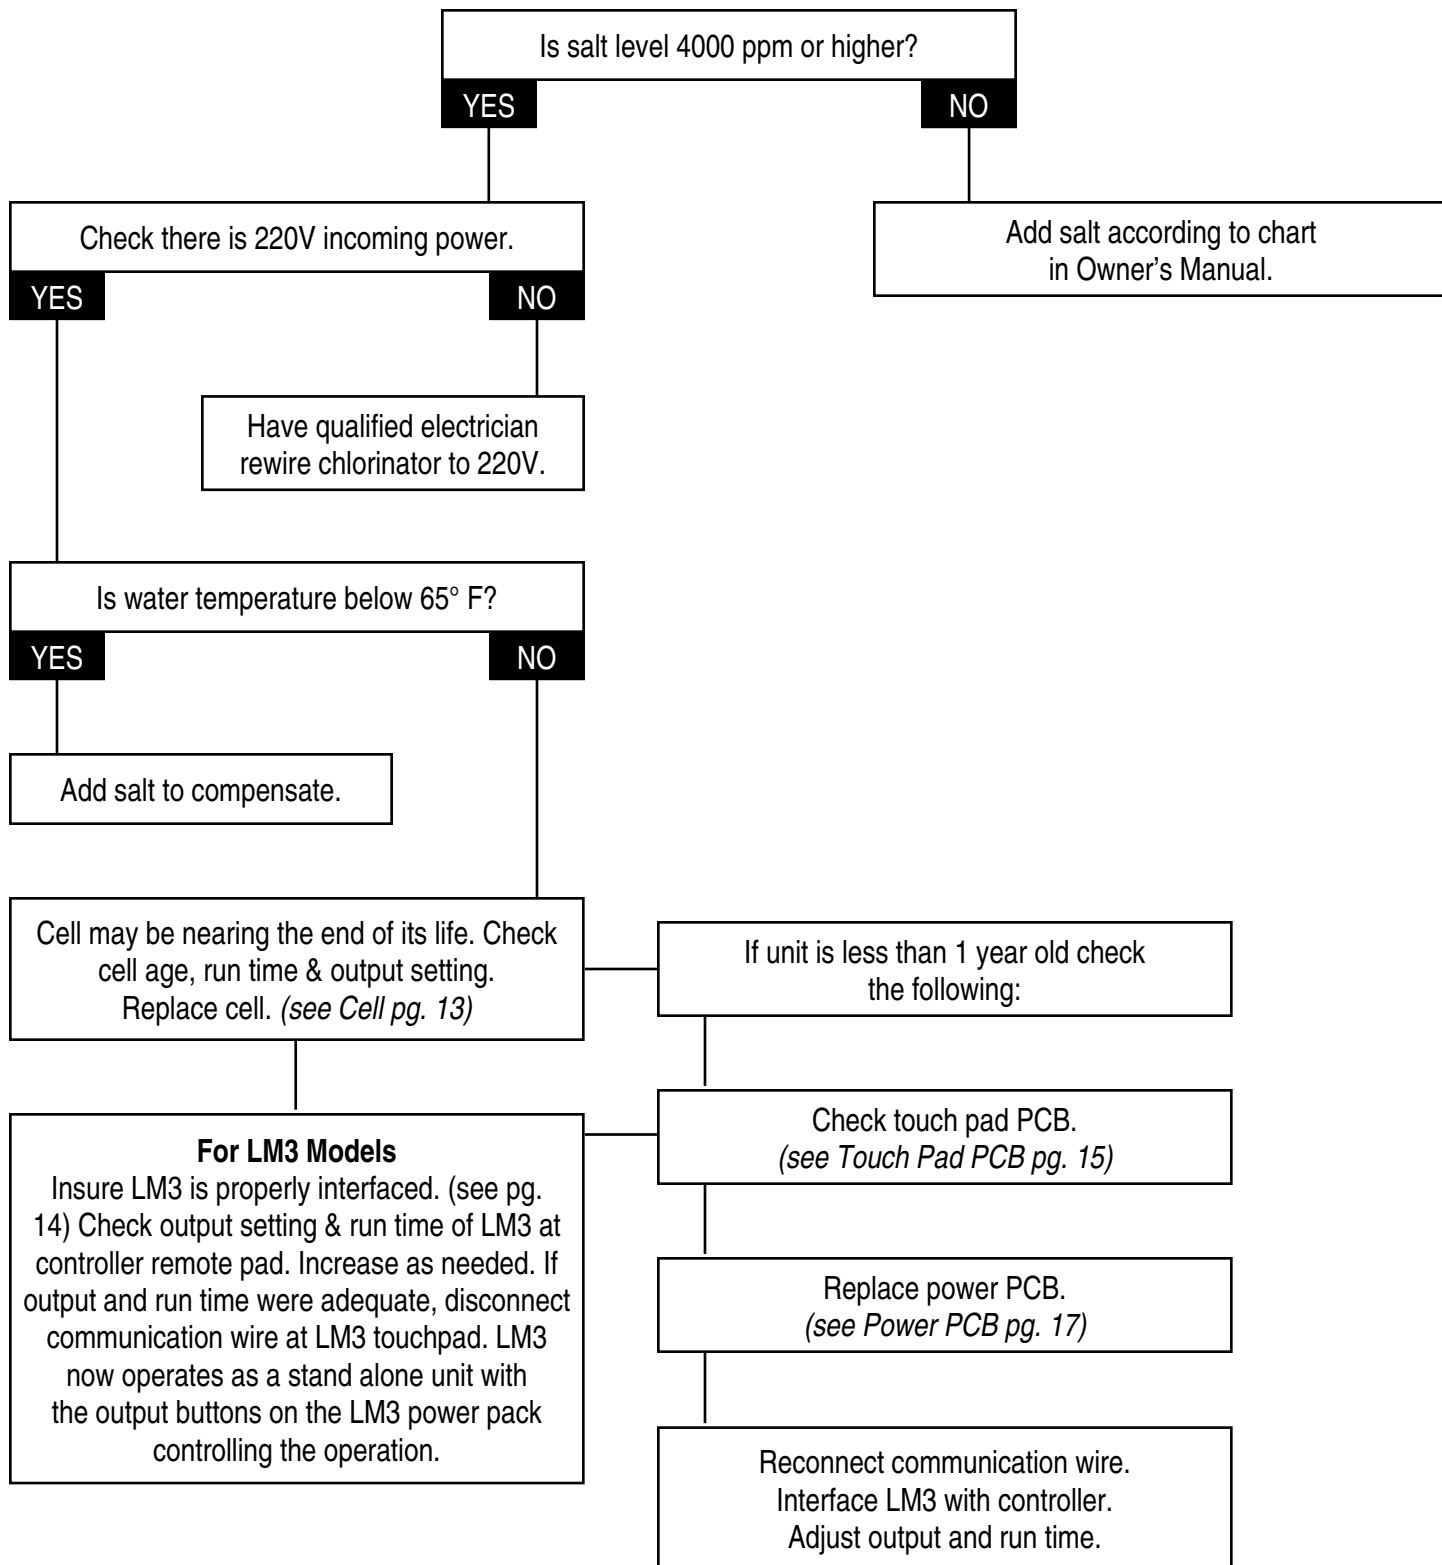 Is salt level 4000 ppm or higher?
YES
NO
Check there is 220V incoming power.
YES
NO
Add salt according to chart
in Owner's Manual.
Have qualified electrician
rewire chlorinator to 220V.
Is water temperature below 65° F?
YES
NO
Add salt to compensate.
Cell may be nearing the end of its life. Check
cell age, run time & output setting.
Replace cell. (see Cell pg. 13)
If unit is less than 1 year old check
the following:
For LM3 Models
Insure LM3 is properly interfaced. (see pg.
14) Check output setting & run time of LM3 at
controller remote pad. Increase as needed. If
output and run time were adequate, disconnect
communication wire at LM3 touchpad. LM3
now operates as a stand alone unit with
the output buttons on the LM3 power pack
controlling the operation.
Check touch pad PCB.
(see Touch Pad PCB pg. 15)
Replace power PCB.
(see Power PCB pg. 17)
Reconnect communication wire.
Interface LM3 with controller.
Adjust output and run time.